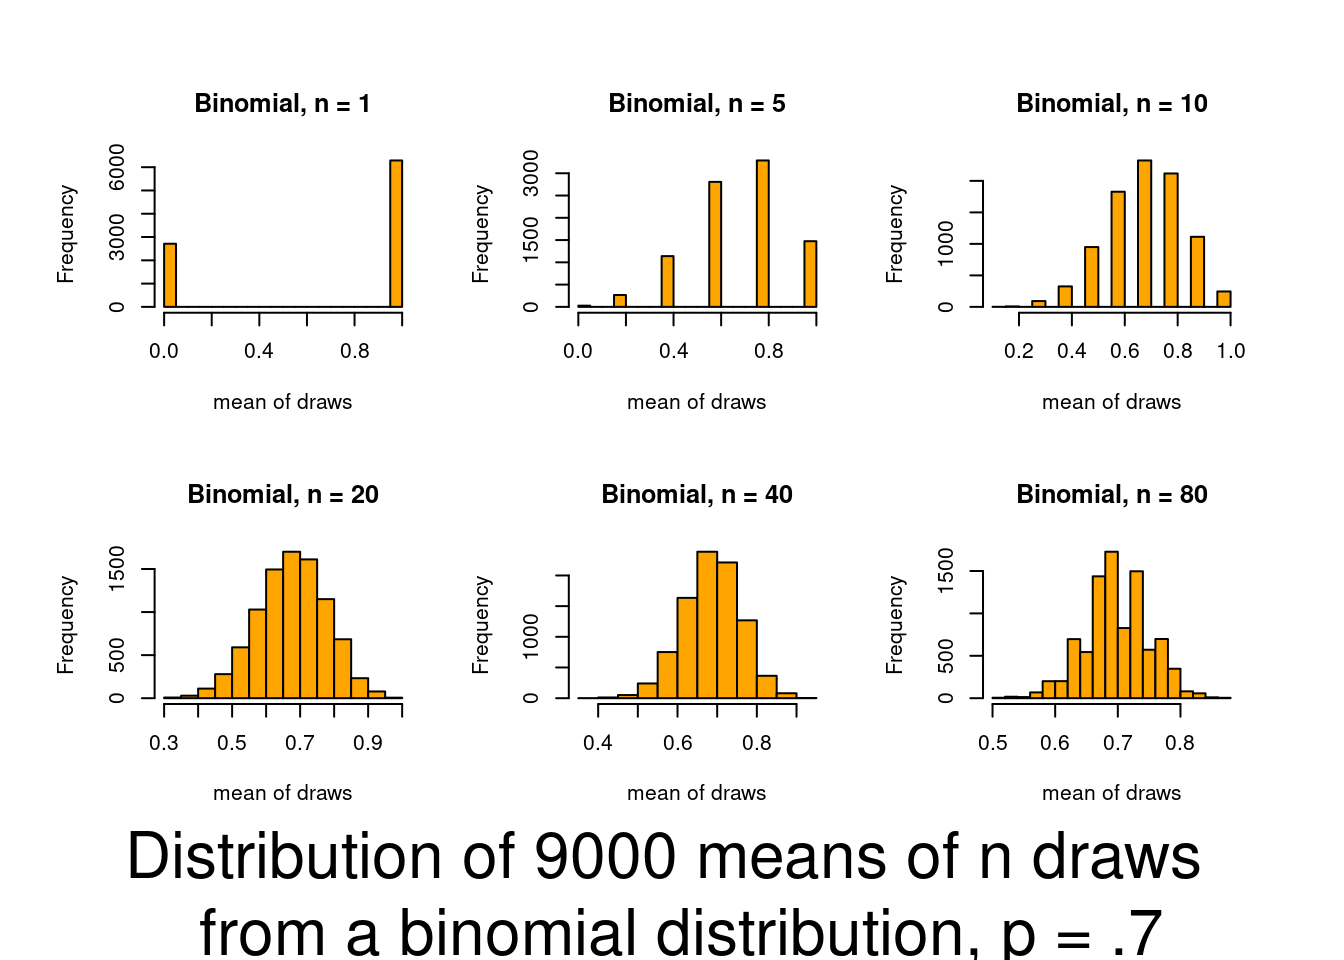 Binomial, n = 1
Frequency
0 3000 6000
0.0 0.4 0.8
mean of draws
Binomial, n = 5
Frequency
0 1500 3000
0.0 0.4 0.8
mean of draws
Binomial, n = 10
Frequency
0 1000
0.2 0.4 0.6 0.8 1.0
mean of draws
Binomial, n = 20
Frequency
0 500 1500
0.3 0.5 0.7 0.9
mean of draws
Binomial, n = 40
Frequency
0 1000
0.4 0.6 0.8
mean of draws
Binomial, n = 80
Frequency
0 500 1500
0.5 0.6 0.7 0.8
mean of draws
Distribution of 9000 means of n draws
from a binomial distribution, p = .7